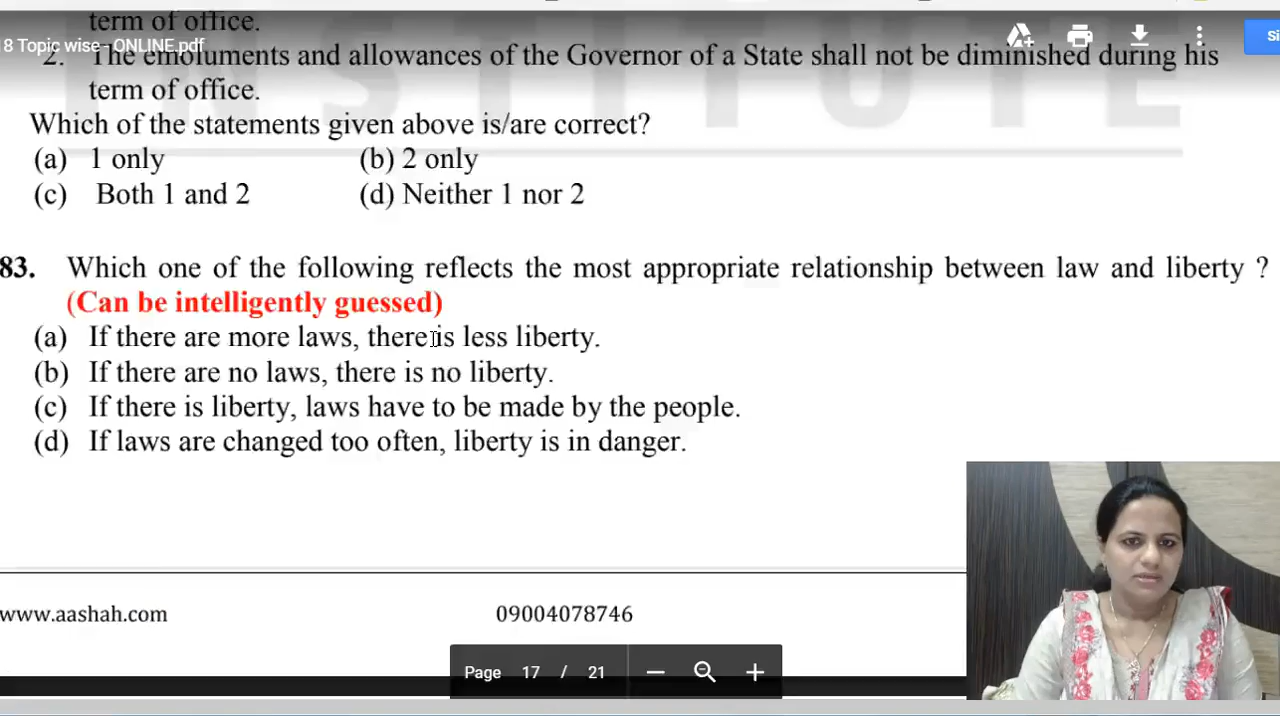 term of office.
8 Topic wise - ONLINE.pdf
Si
2. The emoluments and allowances of the Governor of a State shall not be diminished during his
term of office.
Which of the statements given above is/are correct?
(a) 1 only (b) 2 only
(c) Both 1 and 2 (d) Neither 1 nor 2
83. Which one of the following reflects the most appropriate relationship between law and liberty ?
(Can be intelligently guessed)
(a) If there are more laws, there is less liberty.
(b) If there are no laws, there is no liberty.
(c) If there is liberty, laws have to be made by the people.
(d) If laws are changed too often, liberty is in danger.
www.aashah.com 09004078746
Page 17 / 21
INSTITUTE